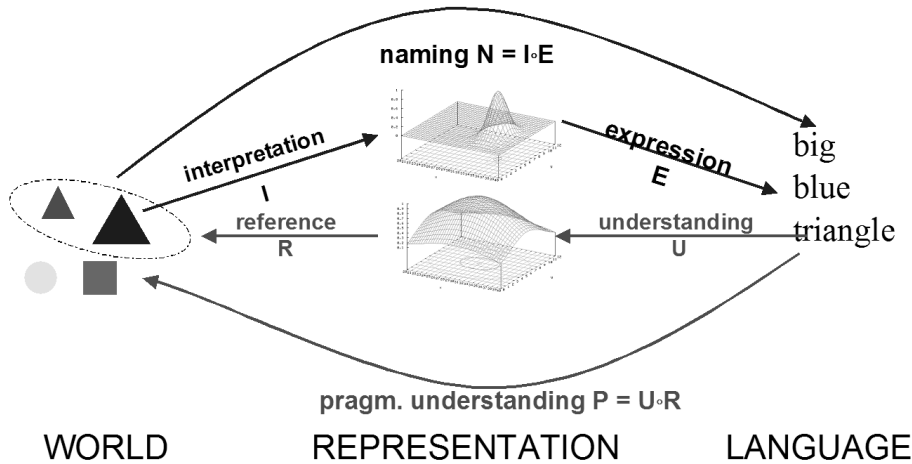 naming N = I◦E
interpretation
I
expression
E
big
blue
triangle
reference
R
understanding
U
pragm. understanding P = U◦R
WORLD
REPRESENTATION
LANGUAGE